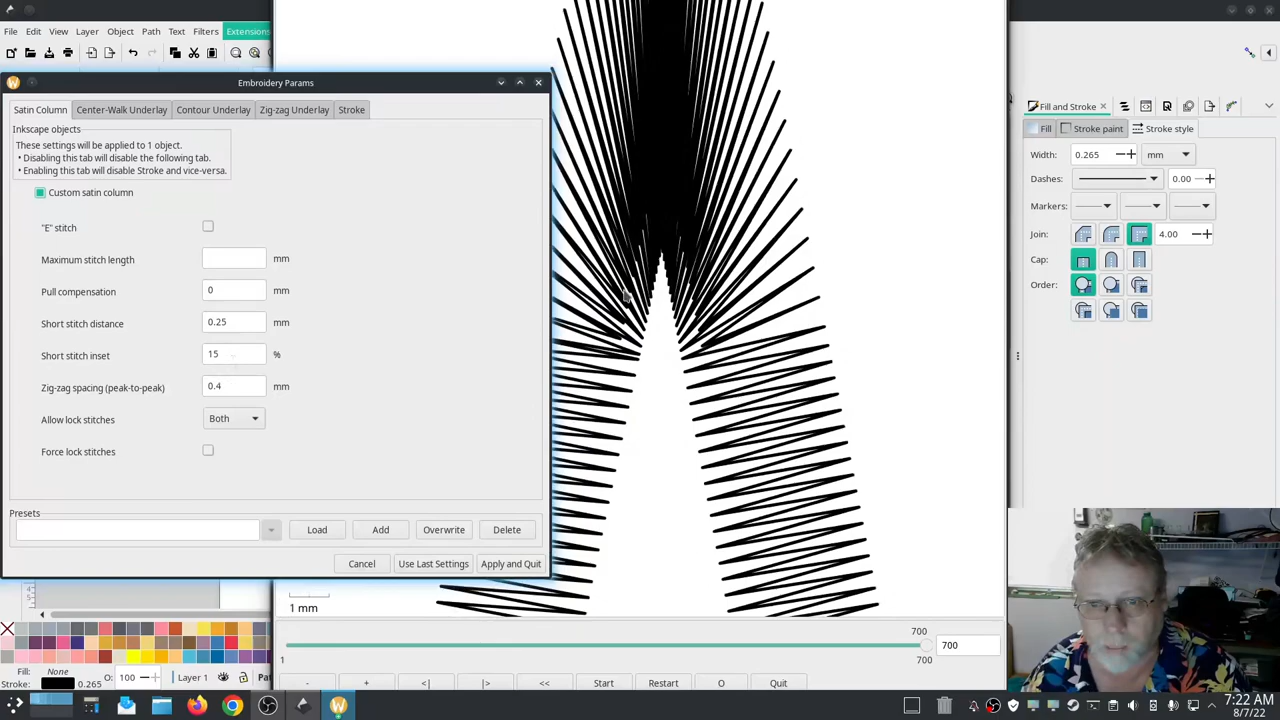 File Edit View Layer Object Path Text Filters Extensions
Embroidery Params
Satin Column Center-Walk Underlay Contour Underlay Zig-zag Underlay Stroke
Inkscape objects
These settings will be applied to 1 object.
• Disabling this tab will disable the following tab.
• Enabling this tab will disable Stroke and vice-versa.
Custom satin column
"E" stitch
Maximum stitch length mm
Pull compensation 0 mm
Short stitch distance 0.25 mm
Short stitch inset 15 %
Zig-zag spacing (peak-to-peak) 0.4 mm
Allow lock stitches Both
Force lock stitches
Presets
Load Add Overwrite Delete
Cancel Use Last Settings Apply and Quit
Fill and Stroke
Fill Stroke paint Stroke style
Width: 0.265 mm
Dashes: 0.00
Markers:
Join: 4.00
Cap:
Order:
1 mm
700
700
1 700
- + <| |> << Start Restart O Quit
Fill: None
Stroke: 0.265 O: 100 Layer 1
7:22 AM
8/7/22